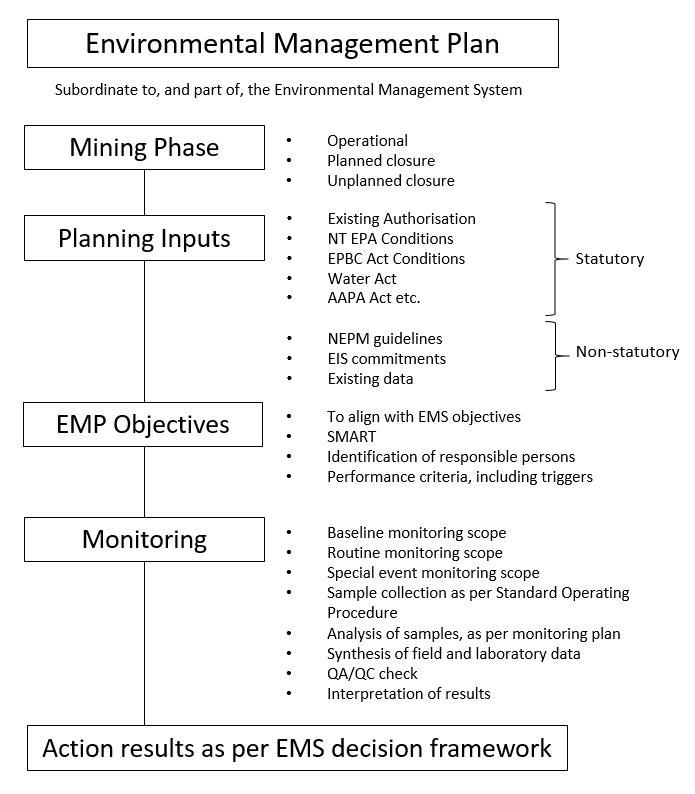 Environmental Management Plan
Subordinate to, and part of, the Environmental Management System
Mining Phase
• Operational
• Planned closure
• Unplanned closure
Planning Inputs
• Existing Authorisation
• NT EPA Conditions
• EPBC Act Conditions
• Water Act
• AAPA Act etc.
Statutory
• NEPM guidelines
• EIS commitments
• Existing data
Non-statutory
EMP Objectives
• To align with EMS objectives
• SMART
• Identification of responsible persons
• Performance criteria, including triggers
Monitoring
• Baseline monitoring scope
• Routine monitoring scope
• Special event monitoring scope
• Sample collection as per Standard Operating
Procedure
• Analysis of samples, as per monitoring plan
• Synthesis of field and laboratory data
• QA/QC check
• Interpretation of results
Action results as per EMS decision framework